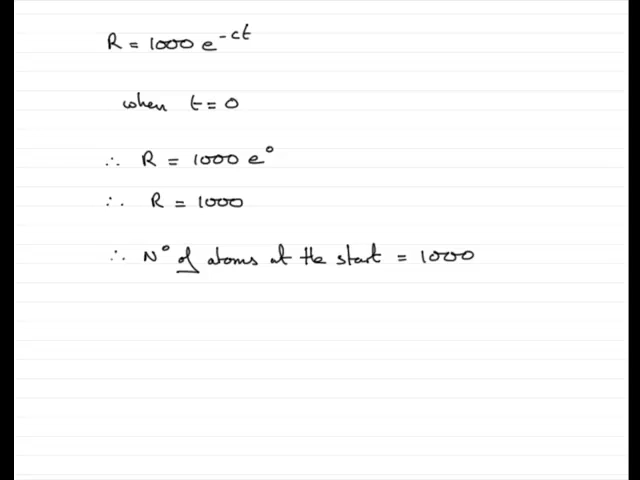 R = 1000 e^-ct
when t = 0
∴ R = 1000 e^0
∴ R = 1000
∴ N° of atoms at the start = 1000